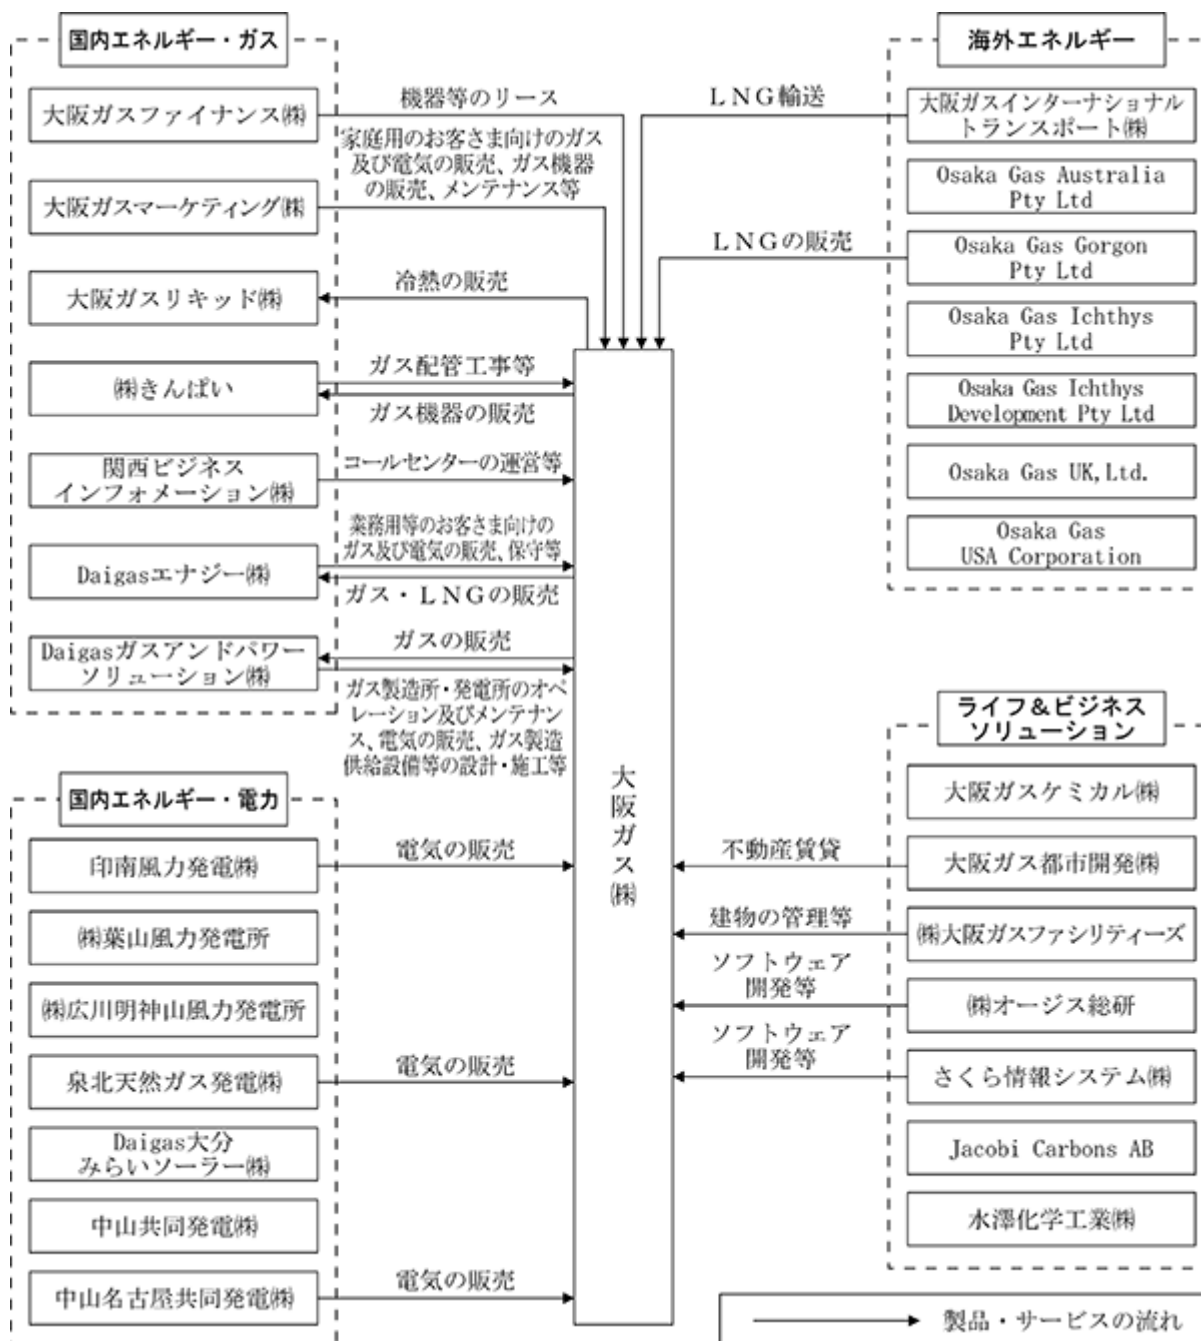 国内エネルギー・ガス
大阪ガスファイナンス㈱
機器等のリース
家庭用のお客さま向けのガス
及び電気の販売、ガス機器
の販売、メンテナンス等
大阪ガスマーケティング㈱
大阪ガスリキッド㈱
冷熱の販売
㈱きんぱい
ガス配管工事等
ガス機器の販売
関西ビジネス
インフォメーション㈱
コールセンターの運営等
業務用等のお客さま向けの
ガス及び電気の販売、保守等
Daigasエナジー㈱
ガス・LNGの販売
Daigasガスアンドパワー
ソリューション㈱
ガスの販売
ガス製造所・発電所のオペ
レーション及びメンテナン
ス、電気の販売、ガス製造
供給設備等の設計・施工等
国内エネルギー・電力
印南風力発電㈱
電気の販売
㈱葉山風力発電所
㈱広川明神山風力発電所
泉北天然ガス発電㈱
電気の販売
Daigas大分
みらいソーラー㈱
中山共同発電㈱
中山名古屋共同発電㈱
電気の販売
大阪ガス㈱
海外エネルギー
LNG輸送
大阪ガスインターナショナル
トランスポート㈱
Osaka Gas Australia
Pty Ltd
LNGの販売
Osaka Gas Gorgon
Pty Ltd
Osaka Gas Ichthys
Pty Ltd
Osaka Gas Ichthys
Development Pty Ltd
Osaka Gas UK,Ltd.
Osaka Gas
USA Corporation
ライフ&ビジネス
ソリューション
大阪ガスケミカル㈱
不動産賃貸
大阪ガス都市開発㈱
建物の管理等
㈱大阪ガスファシリティーズ
ソフトウェア
開発等
㈱オージス総研
ソフトウェア
開発等
さくら情報システム㈱
Jacobi Carbons AB
水澤化学工業㈱
製品・サービスの流れ